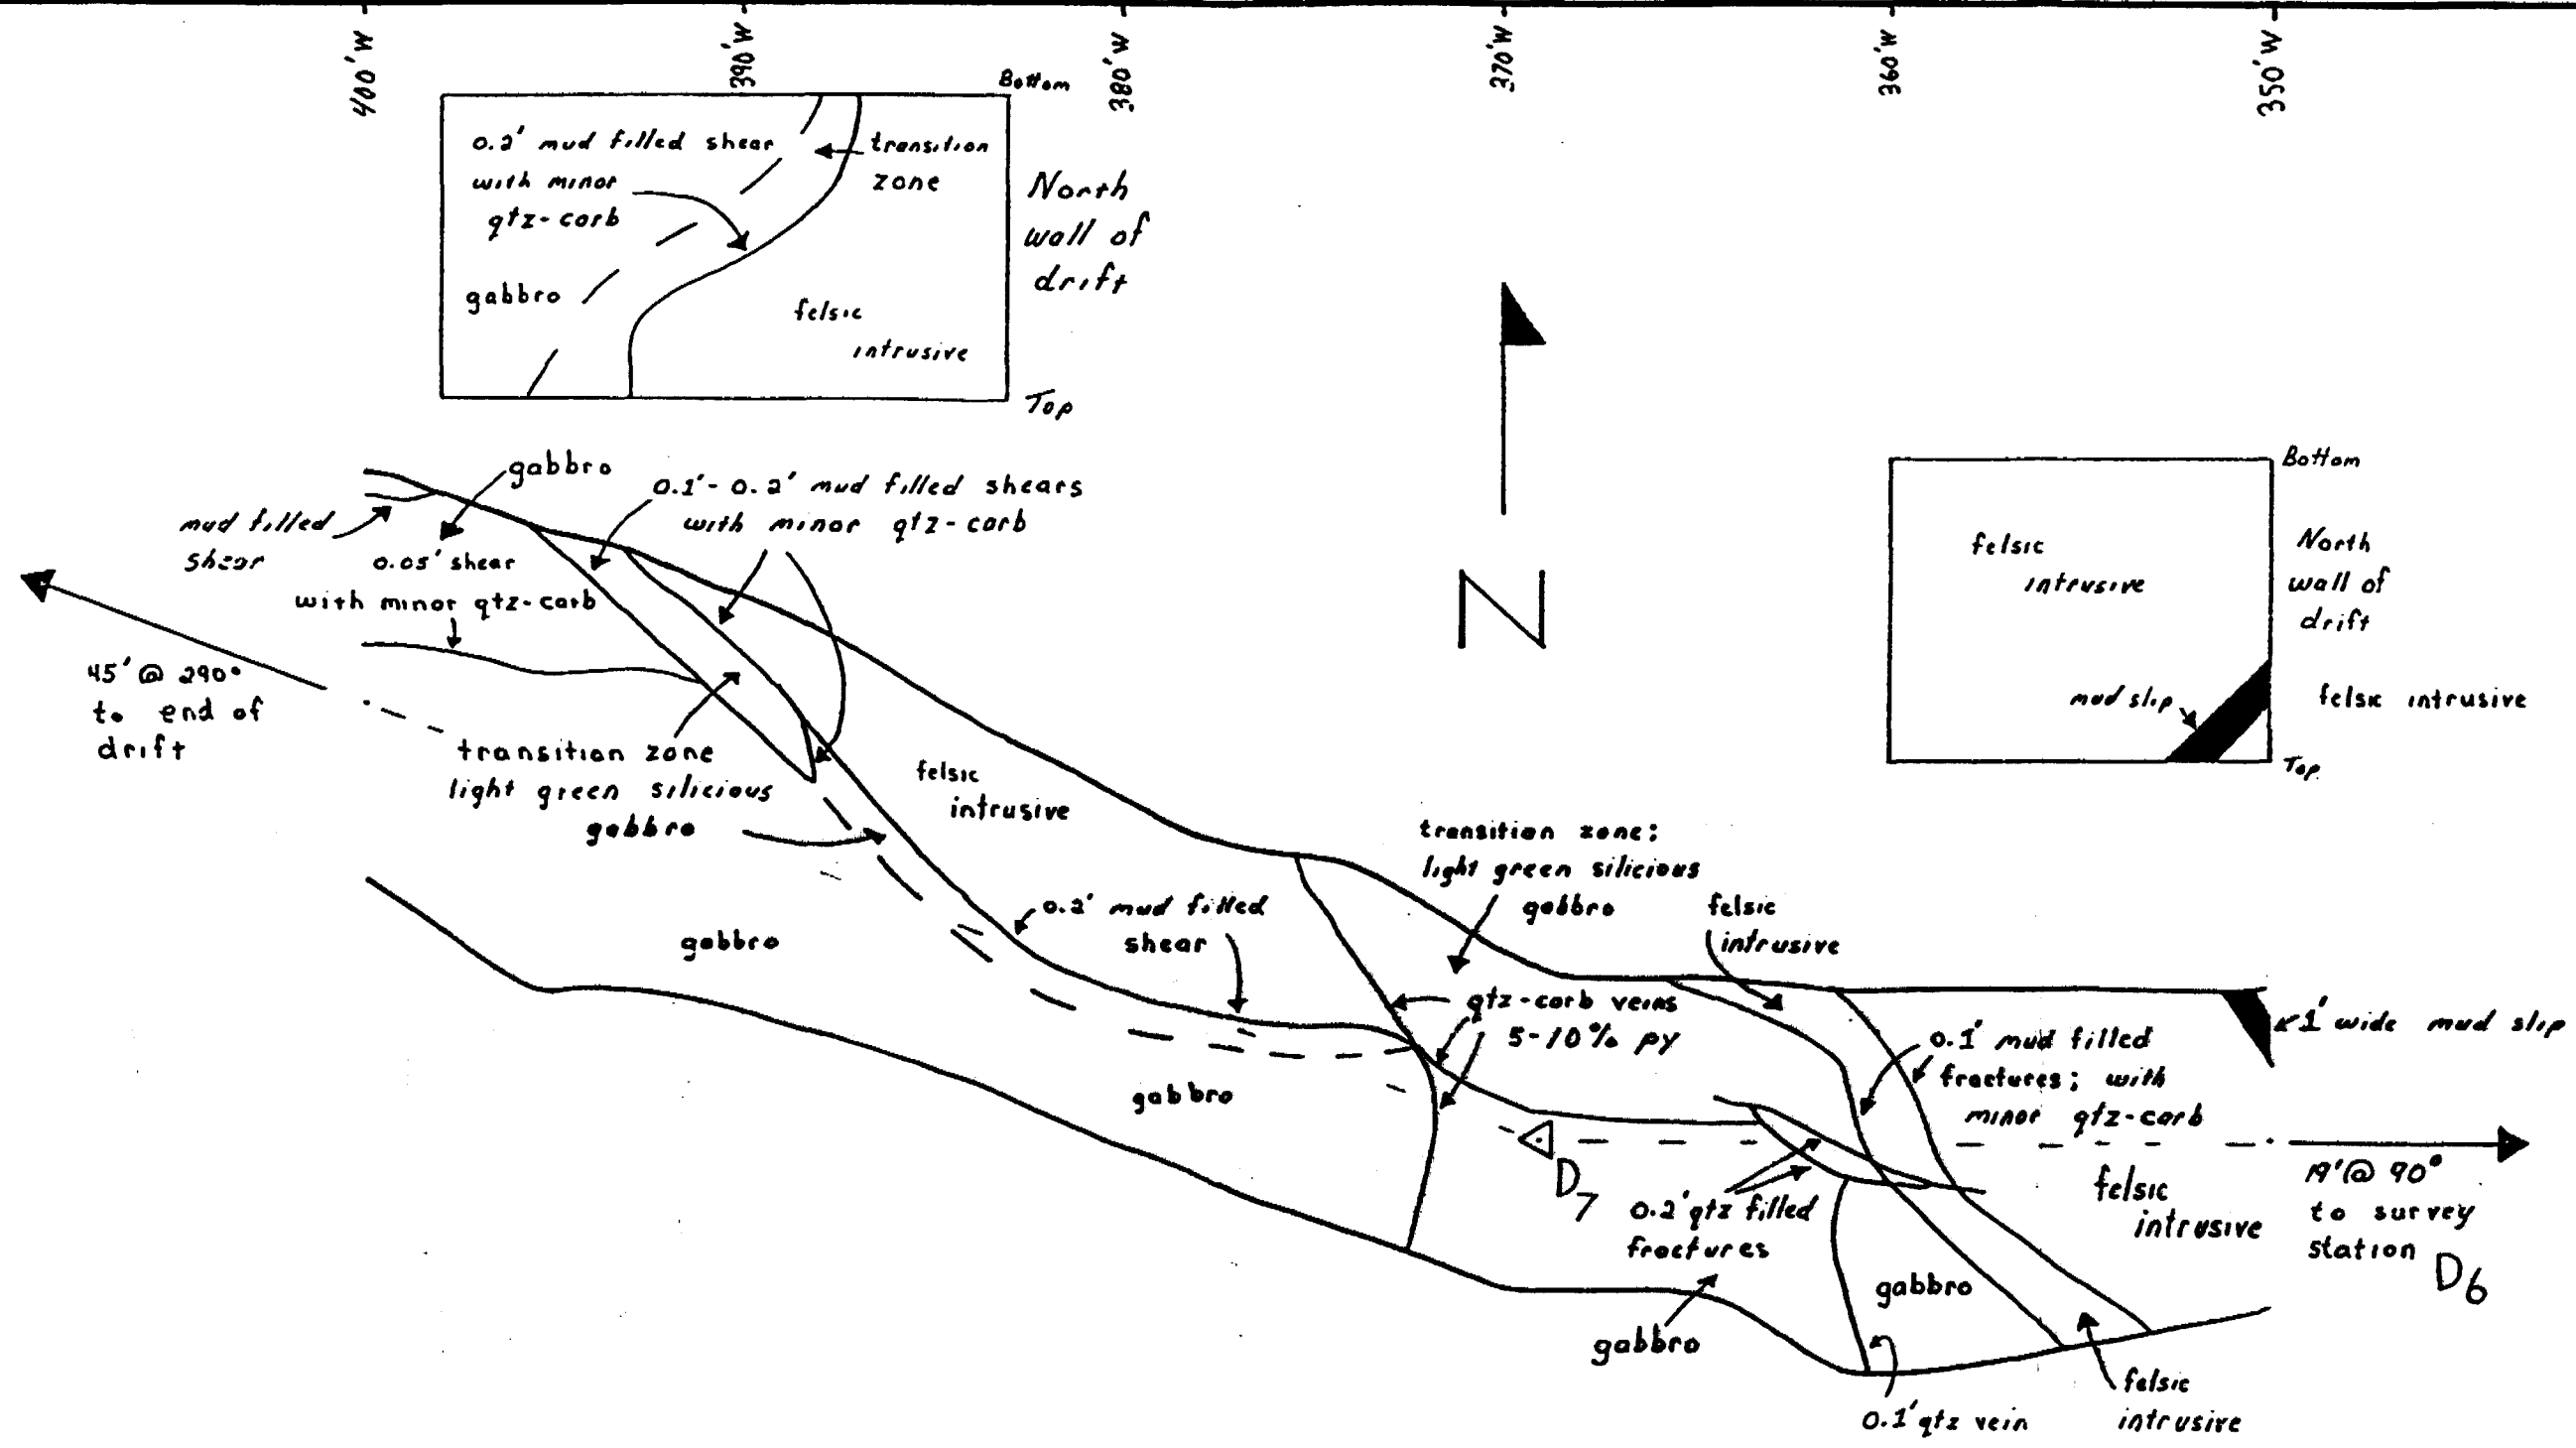 400'W
390'W
380'W
370'W
360'W
350'W
Bottom
0.2' mud filled shear
with minor
qtz-carb
transition
zone
gabbro
felsic
intrusive
North
wall of
drift
Top
gabbro
0.1'-0.2' mud filled shears
with minor qtz-carb
mud filled
shear
0.05' shear
with minor qtz-carb
45' @ 290°
to end of
drift
transition zone
light green silicious
gabbro
felsic
intrusive
N
Bottom
felsic
intrusive
North
wall of
drift
mud slip
felsic intrusive
Top
transition zone;
light green silicious
gabbro
felsic
intrusive
gabbro
0.2' mud filled
shear
qtz-carb veins
5-10% py
1' wide mud slip
0.1' mud filled
fractures; with
minor qtz-carb
gabbro
D7
0.2' qtz filled
fractures
felsic
intrusive
19' @ 90°
to survey
station D6
gabbro
gabbro
felsic
intrusive
0.1' qtz vein